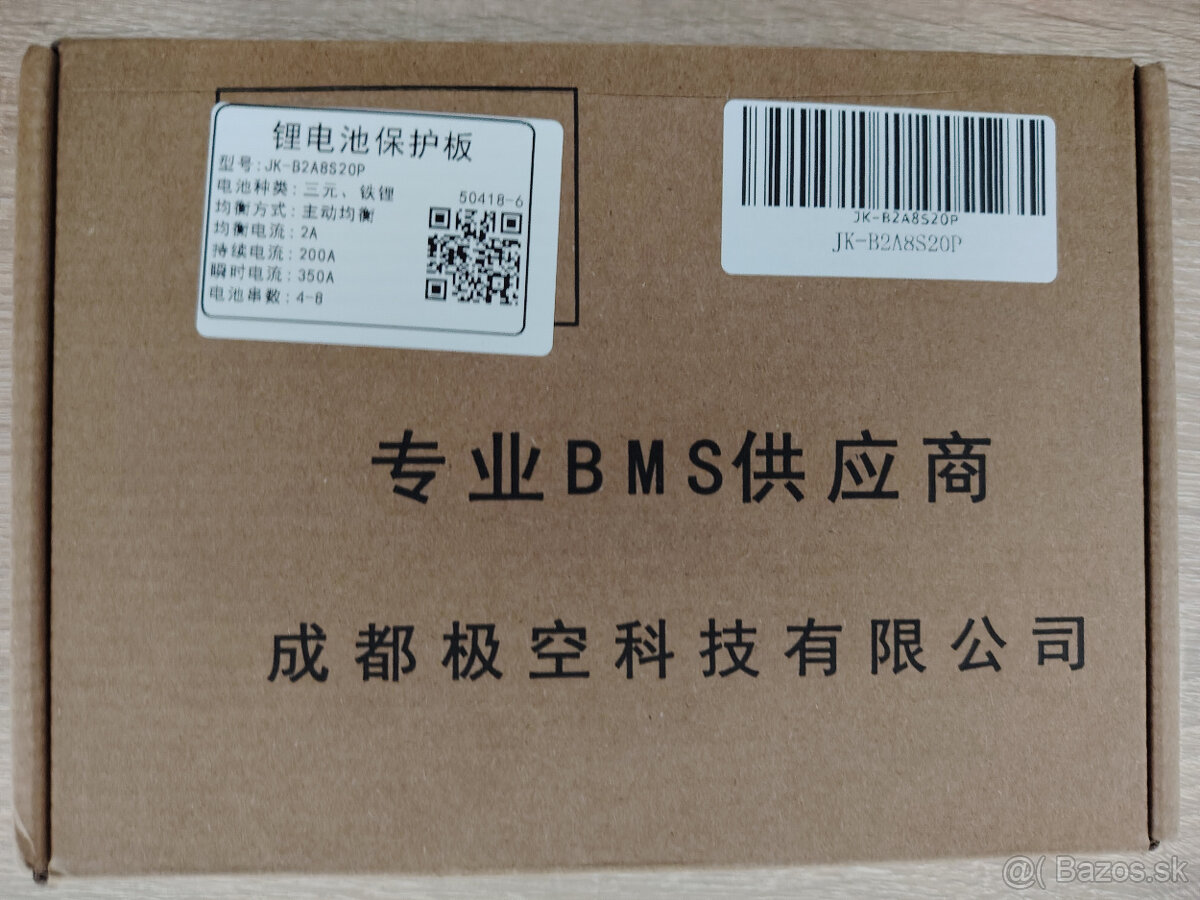 锂电池保护板
型号:JK-B2A8S20P
电池种类:三元、铁锂
50418-6
均衡方式:主动均衡
均衡电流:2A
持续电流:200A
瞬时电流:350A
电池串数:4-8
JK-B2A8S20P
JK-B2A8S20P
专业BMS供应商
成都极空科技有限公司
@( Bazos.sk